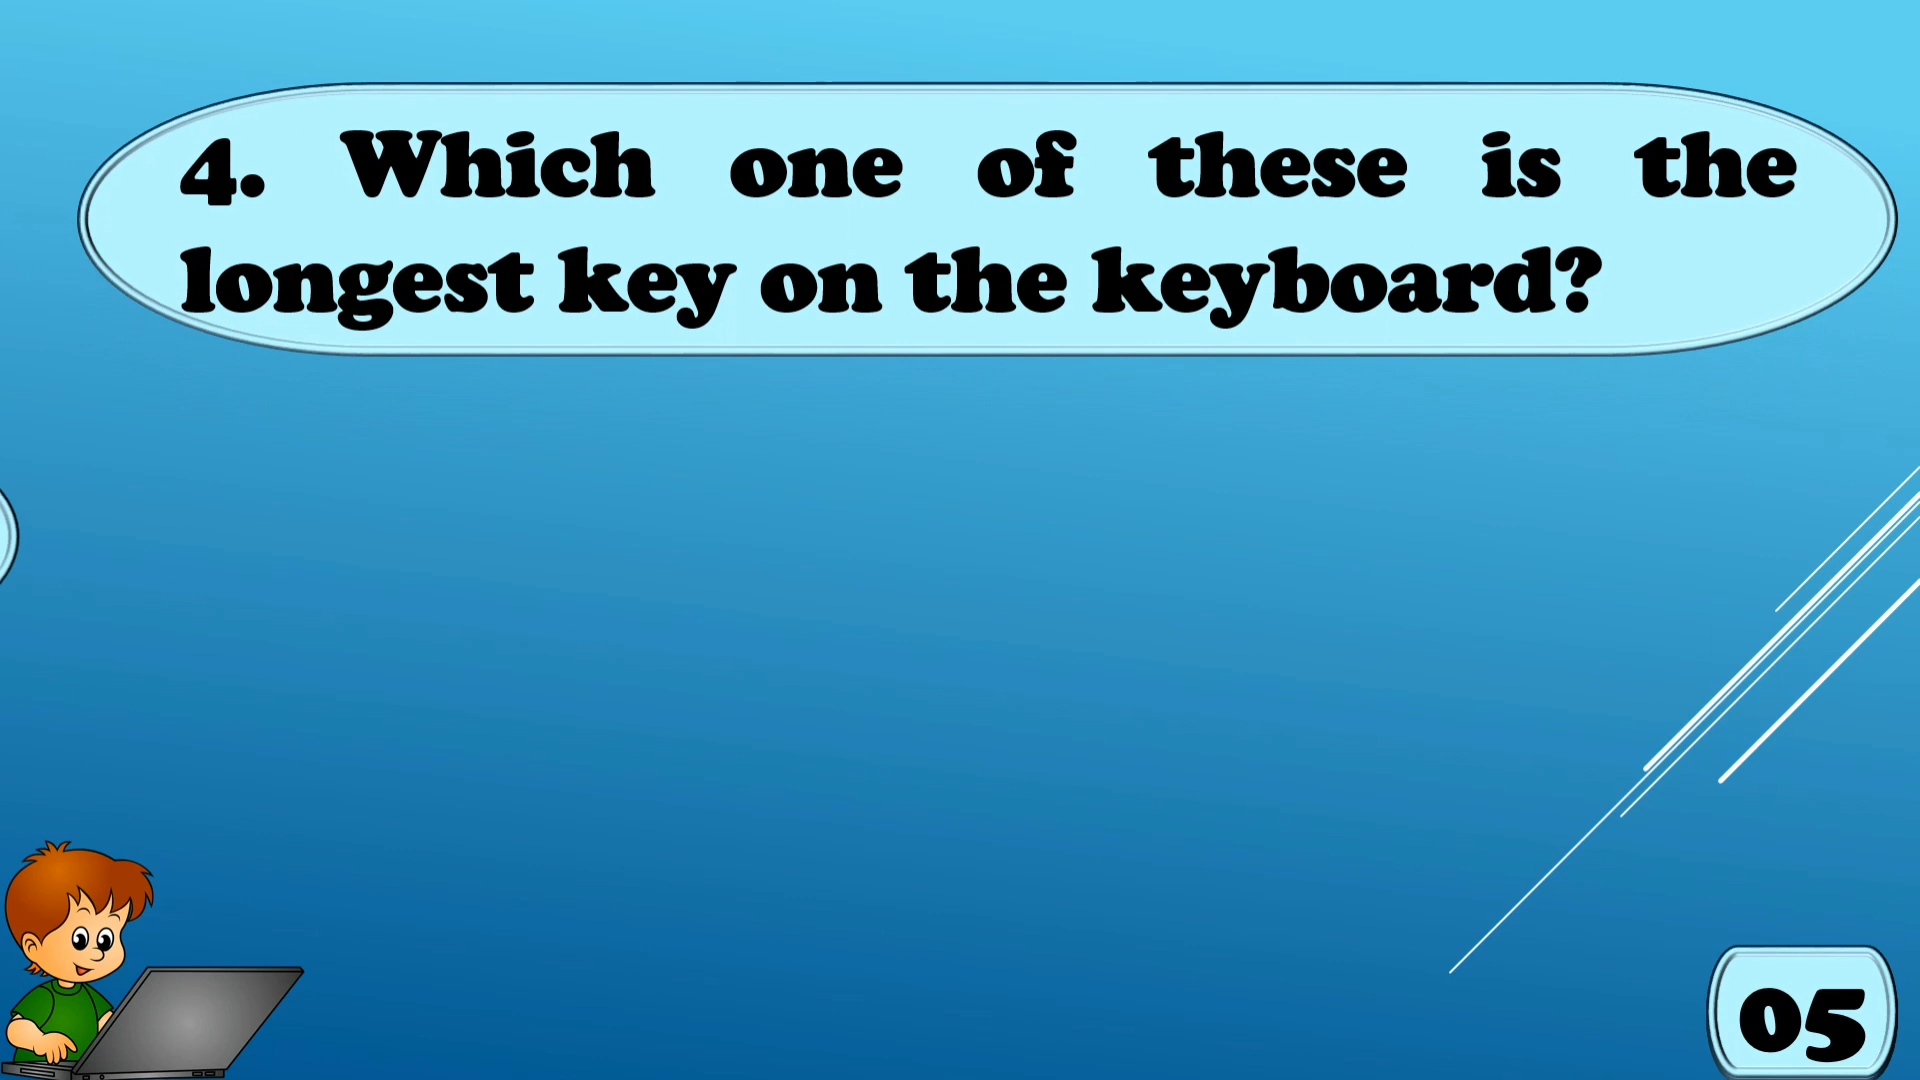 4. Which one of these is the
longest key on the keyboard?
05